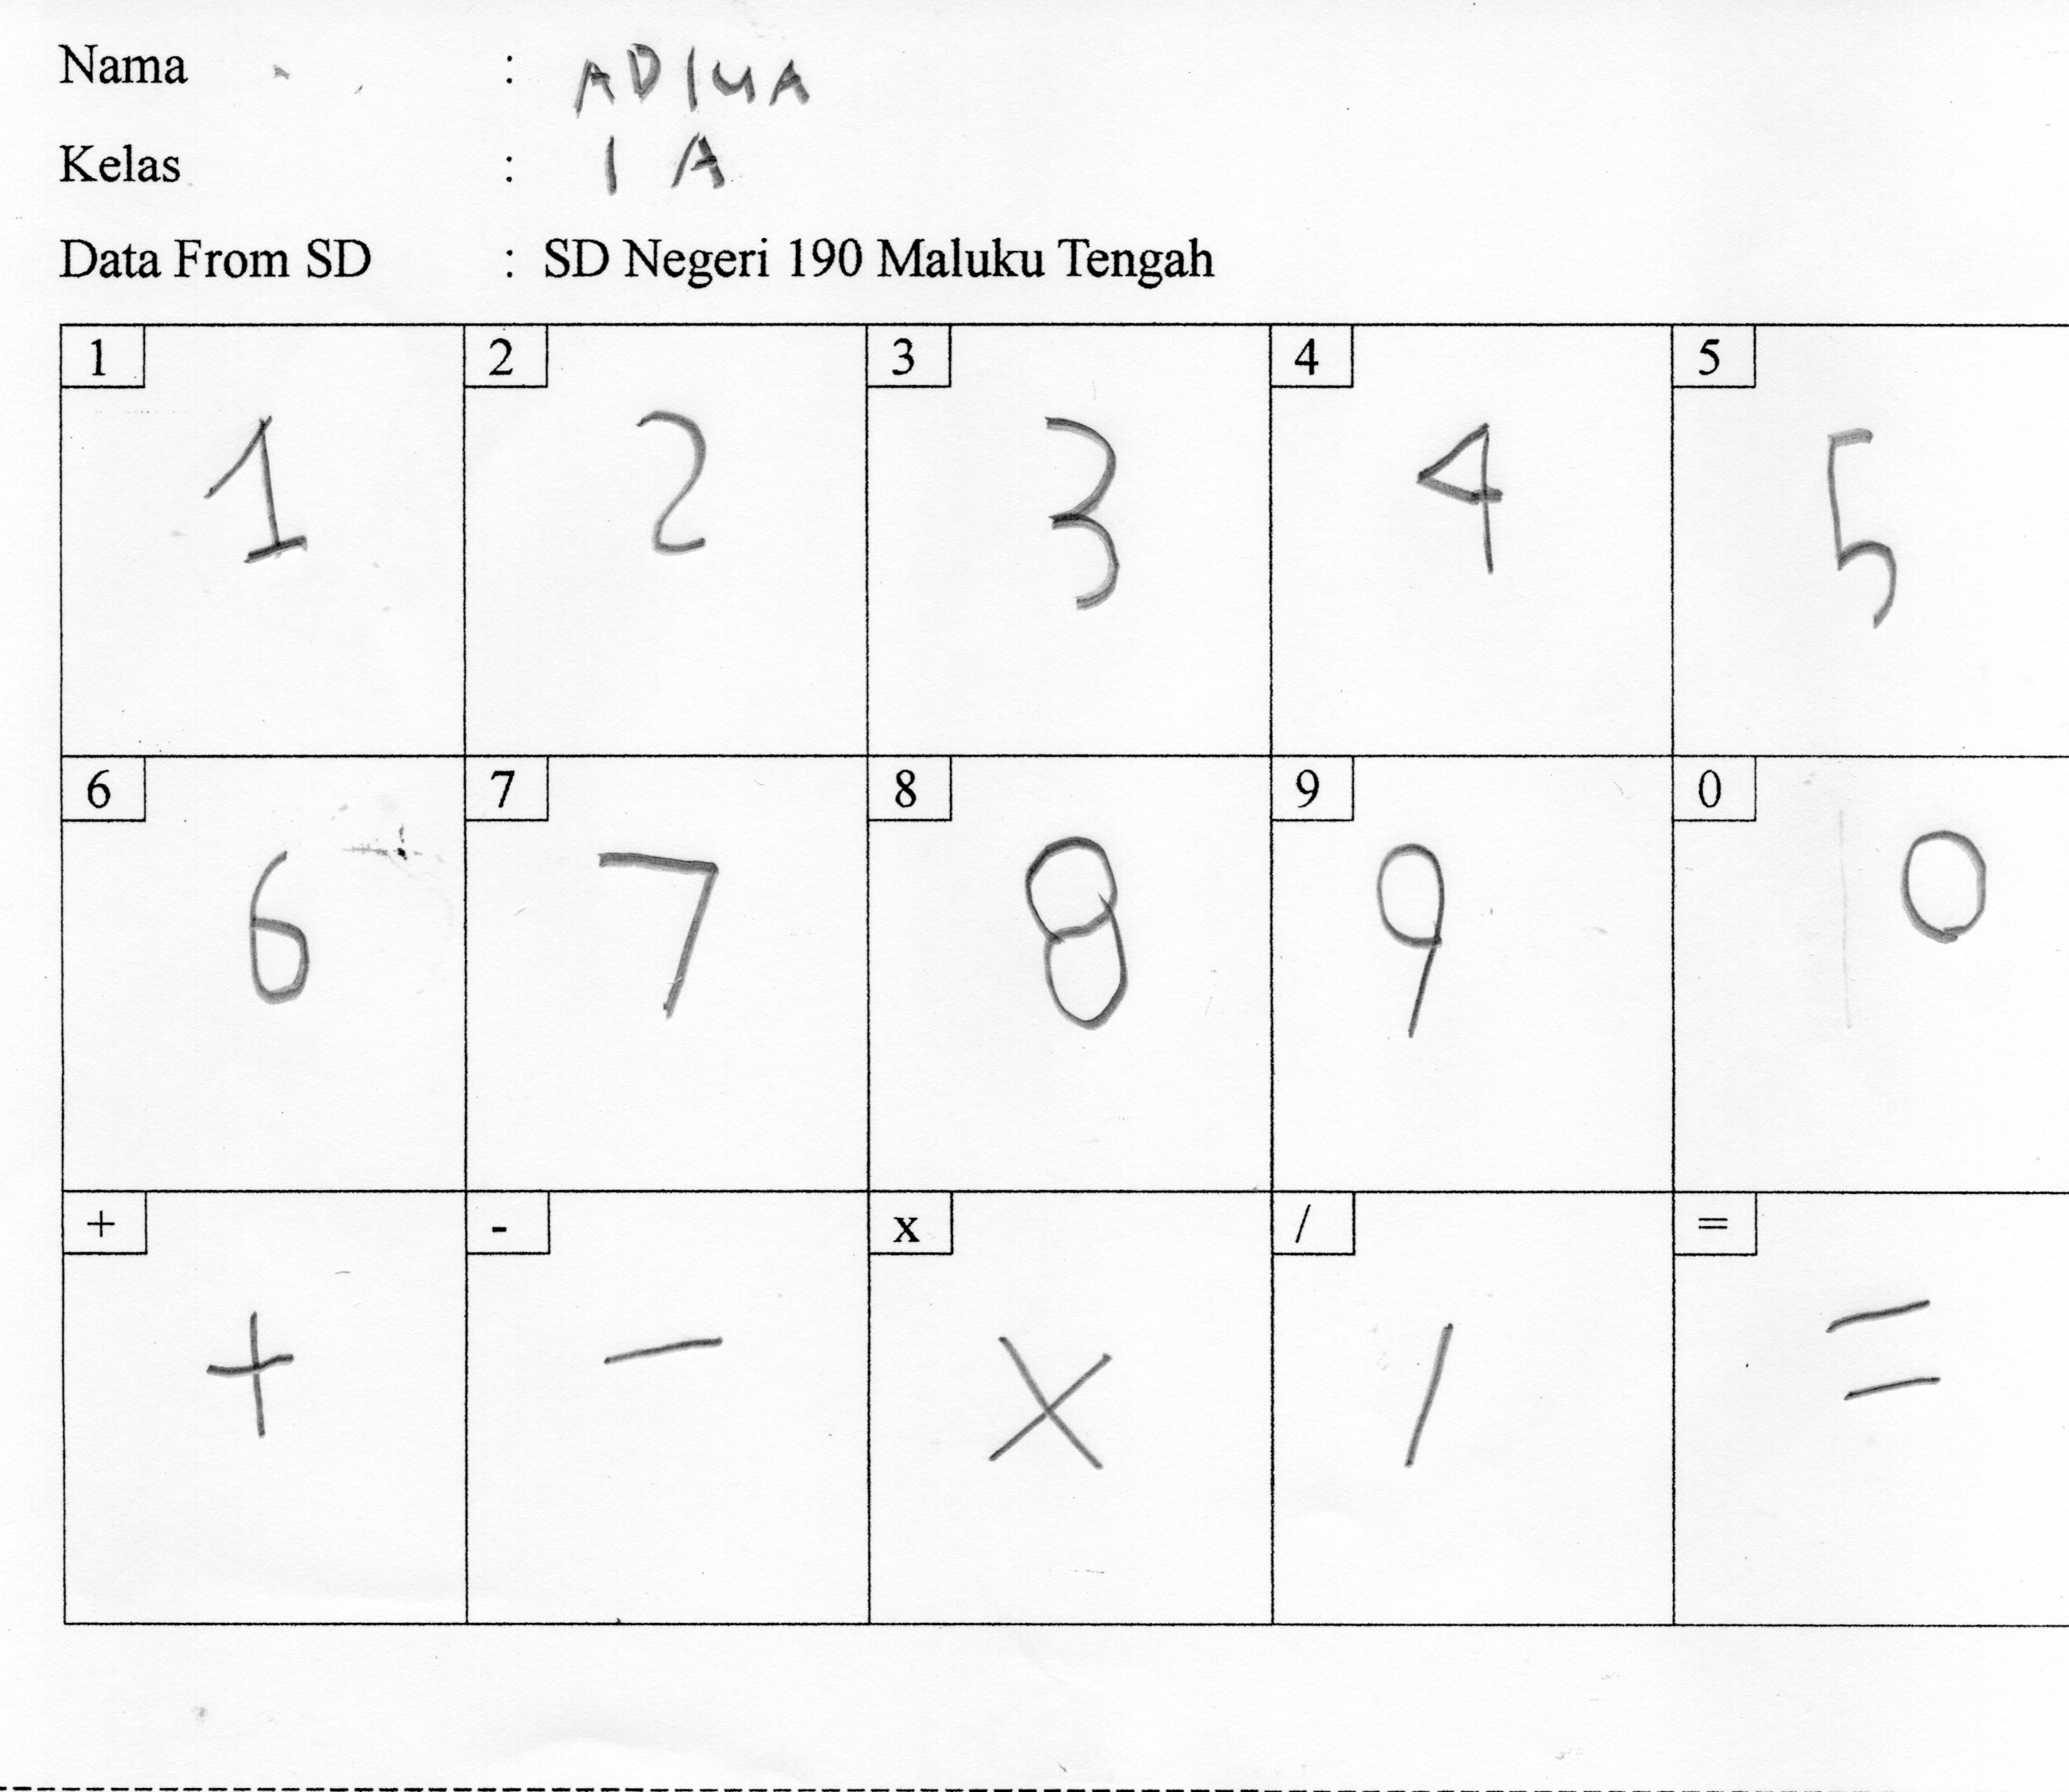 Nama : ADIUA
Kelas : 1 A
Data From SD : SD Negeri 190 Maluku Tengah
1 2 3 4 5
1 2 3 4 5
6 7 8 9 0
6 7 8 9 0
+ - x / =
+ - x / =